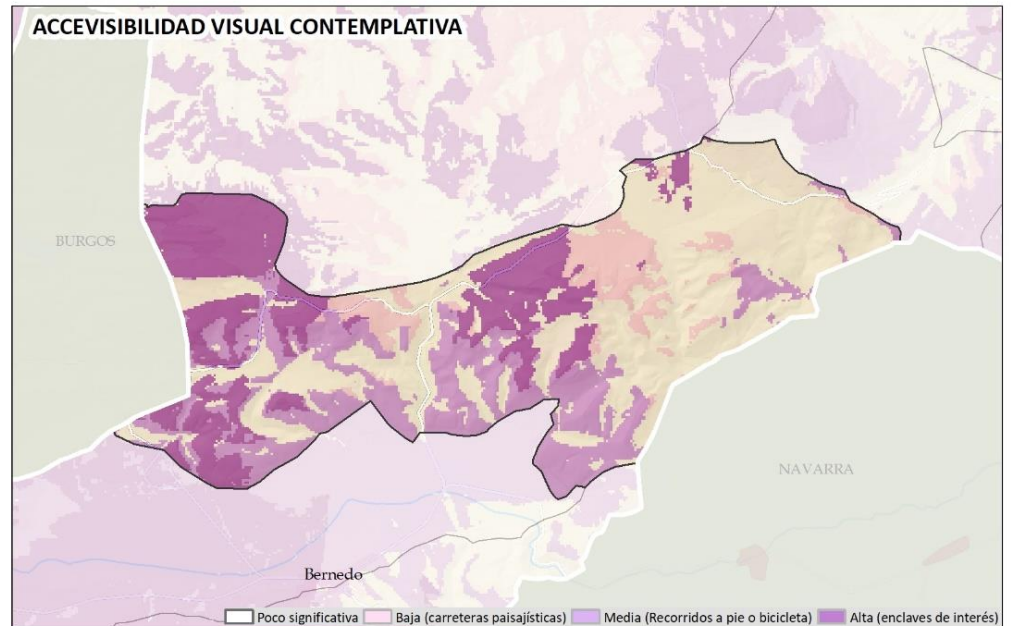 ACCEVISIBILIDAD VISUAL CONTEMPLATIVA
BURGOS
NAVARRA
Bernedo
Poco significativa Baja (carreteras paisajísticas) Media (Recorridos a pie o bicicleta) Alta (enclaves de interés)